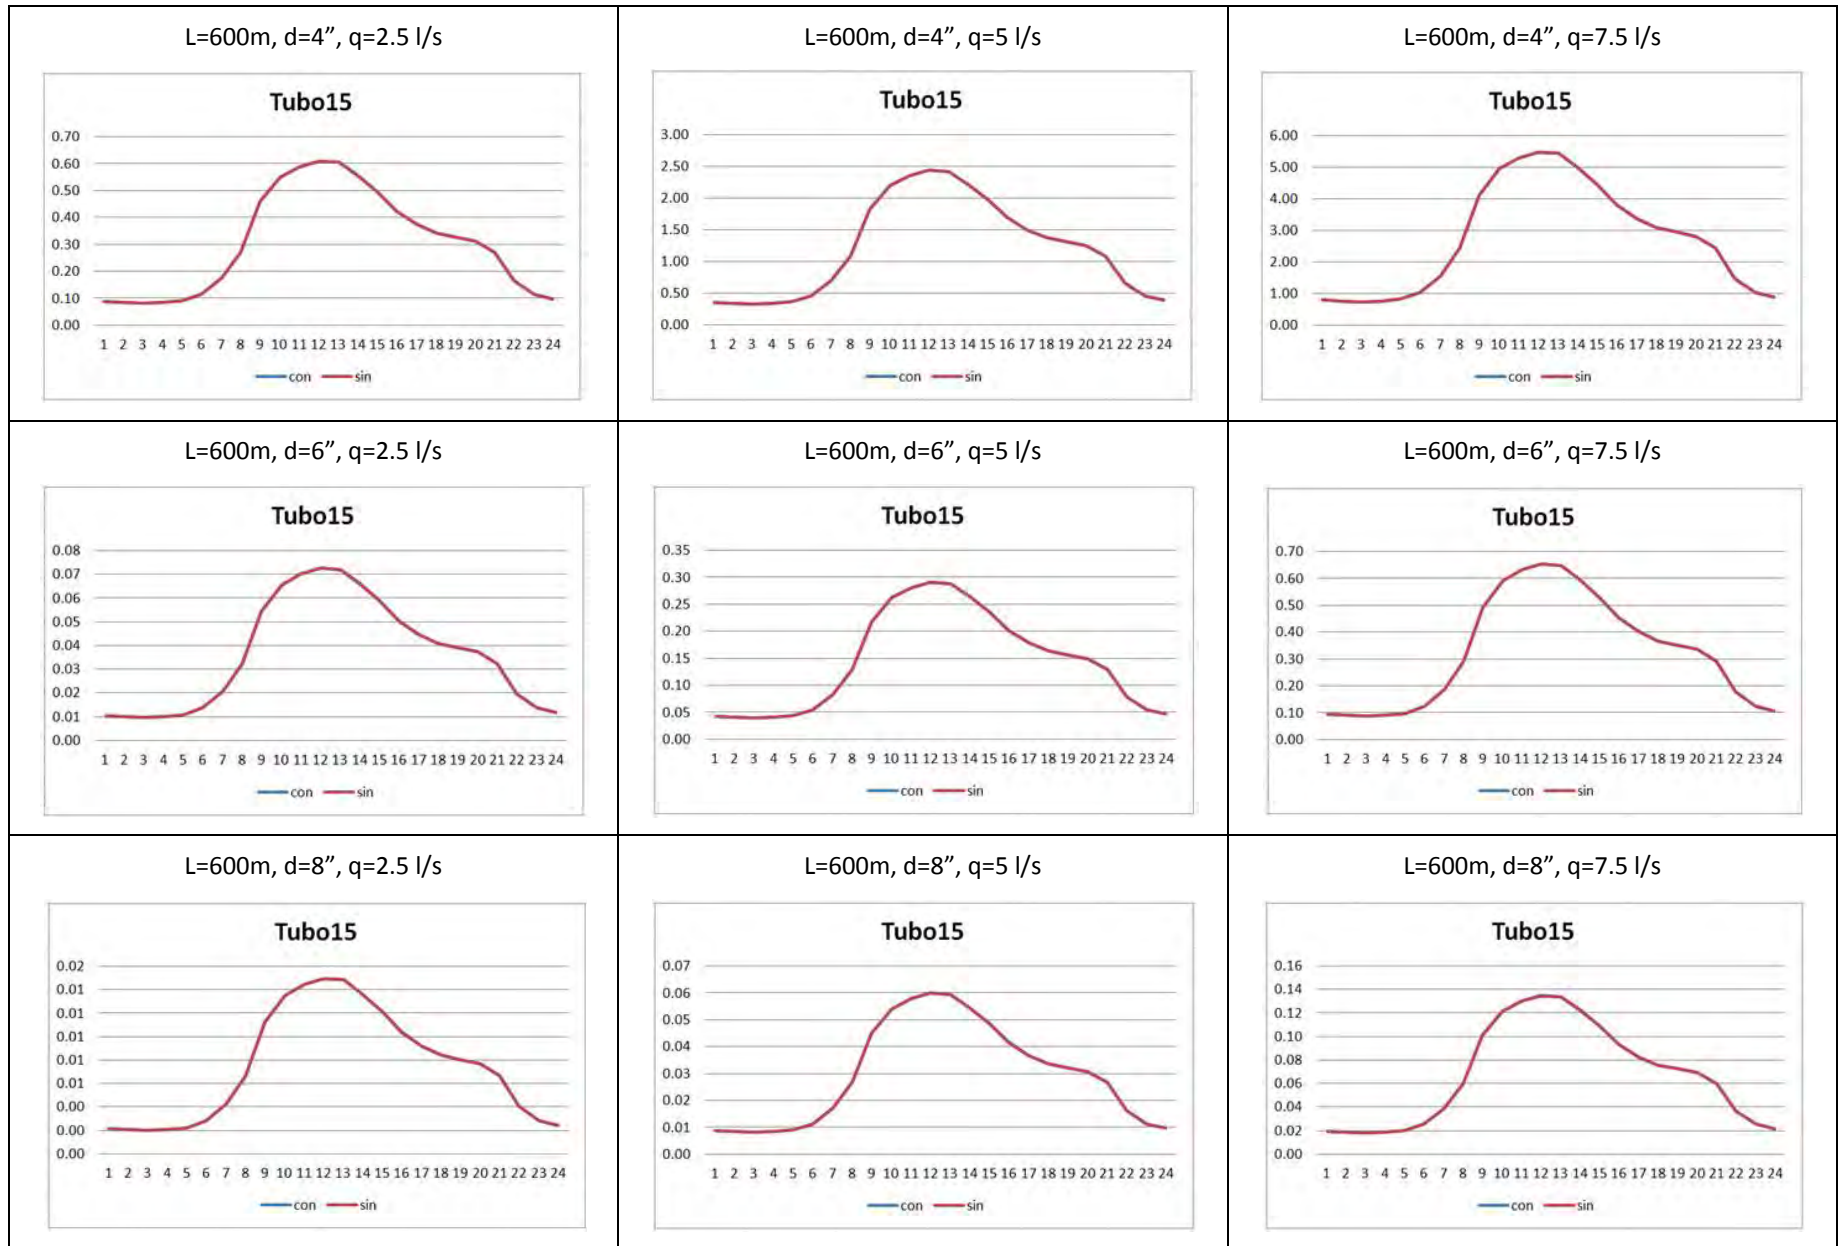 L=600m, d=4”, q=2.5 l/s
Tubo15
0.70
0.60
0.50
0.40
0.30
0.20
0.10
0.00
1 2 3 4 5 6 7 8 9 10 11 12 13 14 15 16 17 18 19 20 21 22 23 24
con sin
L=600m, d=4”, q=5 l/s
Tubo15
3.00
2.50
2.00
1.50
1.00
0.50
0.00
1 2 3 4 5 6 7 8 9 10 11 12 13 14 15 16 17 18 19 20 21 22 23 24
con sin
L=600m, d=4”, q=7.5 l/s
Tubo15
6.00
5.00
4.00
3.00
2.00
1.00
0.00
1 2 3 4 5 6 7 8 9 10 11 12 13 14 15 16 17 18 19 20 21 22 23 24
con sin
L=600m, d=6”, q=2.5 l/s
Tubo15
0.08
0.07
0.06
0.05
0.04
0.03
0.02
0.01
0.00
1 2 3 4 5 6 7 8 9 10 11 12 13 14 15 16 17 18 19 20 21 22 23 24
con sin
L=600m, d=6”, q=5 l/s
Tubo15
0.35
0.30
0.25
0.20
0.15
0.10
0.05
0.00
1 2 3 4 5 6 7 8 9 10 11 12 13 14 15 16 17 18 19 20 21 22 23 24
con sin
L=600m, d=6”, q=7.5 l/s
Tubo15
0.70
0.60
0.50
0.40
0.30
0.20
0.10
0.00
1 2 3 4 5 6 7 8 9 10 11 12 13 14 15 16 17 18 19 20 21 22 23 24
con sin
L=600m, d=8”, q=2.5 l/s
Tubo15
0.02
0.01
0.01
0.01
0.01
0.01
0.00
0.00
0.00
1 2 3 4 5 6 7 8 9 10 11 12 13 14 15 16 17 18 19 20 21 22 23 24
con sin
L=600m, d=8”, q=5 l/s
Tubo15
0.07
0.06
0.05
0.04
0.03
0.02
0.01
0.00
1 2 3 4 5 6 7 8 9 10 11 12 13 14 15 16 17 18 19 20 21 22 23 24
con sin
L=600m, d=8”, q=7.5 l/s
Tubo15
0.16
0.14
0.12
0.10
0.08
0.06
0.04
0.02
0.00
1 2 3 4 5 6 7 8 9 10 11 12 13 14 15 16 17 18 19 20 21 22 23 24
con sin